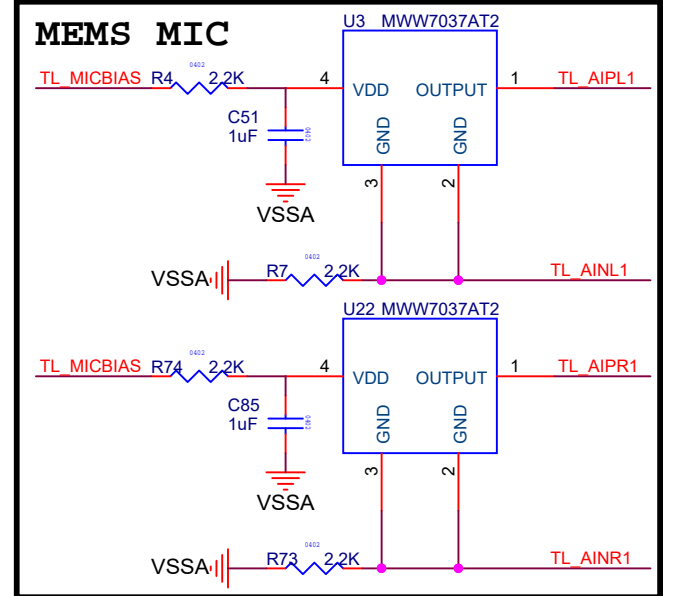 MEMS MIC
U3 MWW7037AT2
TL_MICBIAS R4 0402 2.2K 4 VDD OUTPUT 1 TL_AIPL1
C51
1uF 0402
GND GND
3 2
VSSA
VSSA R7 0402 2.2K TL_AINL1
U22 MWW7037AT2
TL_MICBIAS R74 0402 2.2K 4 VDD OUTPUT 1 TL_AIPR1
C85
1uF 0402
GND GND
3 2
VSSA
VSSA R73 0402 2.2K TL_AINR1